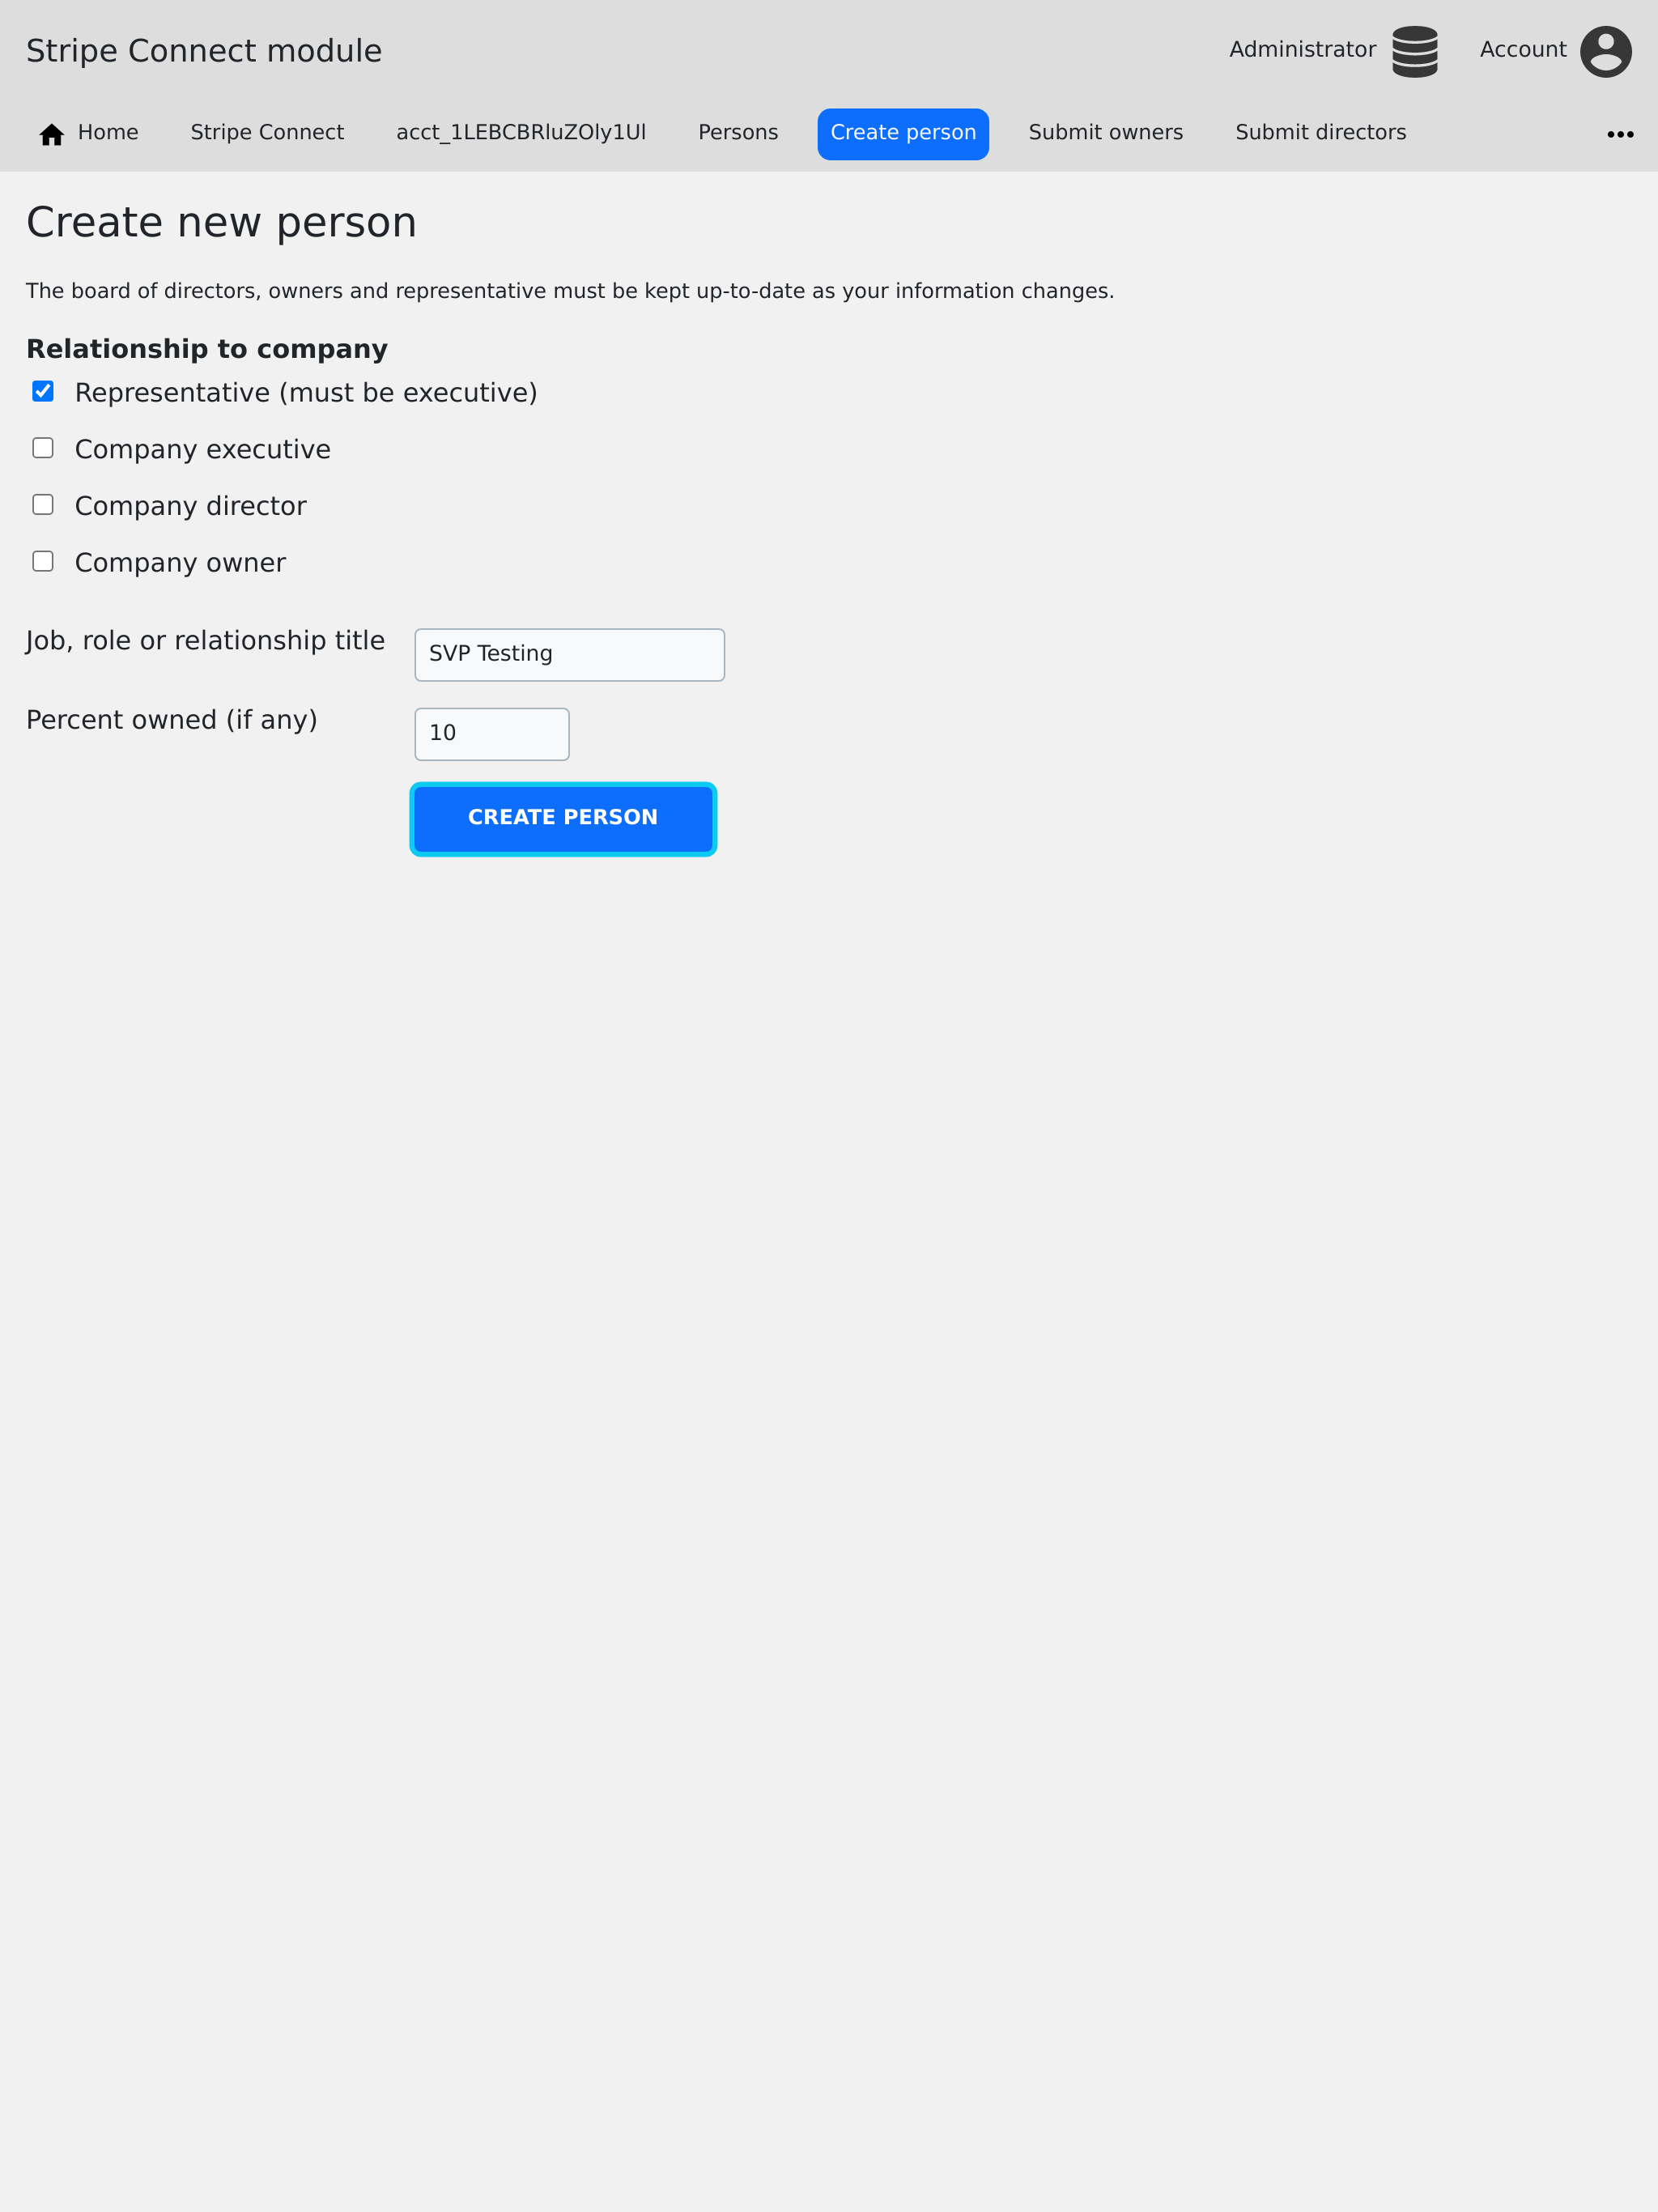 Stripe Connect module
Administrator
Account
Home
Stripe Connect
acct_1LEBCBRluZOly1Ul
Persons
Create person
Submit owners
Submit directors
Create new person
The board of directors, owners and representative must be kept up-to-date as your information changes.
Relationship to company
Representative (must be executive)
Company executive
Company director
Company owner
Job, role or relationship title
SVP Testing
Percent owned (if any)
10
CREATE PERSON